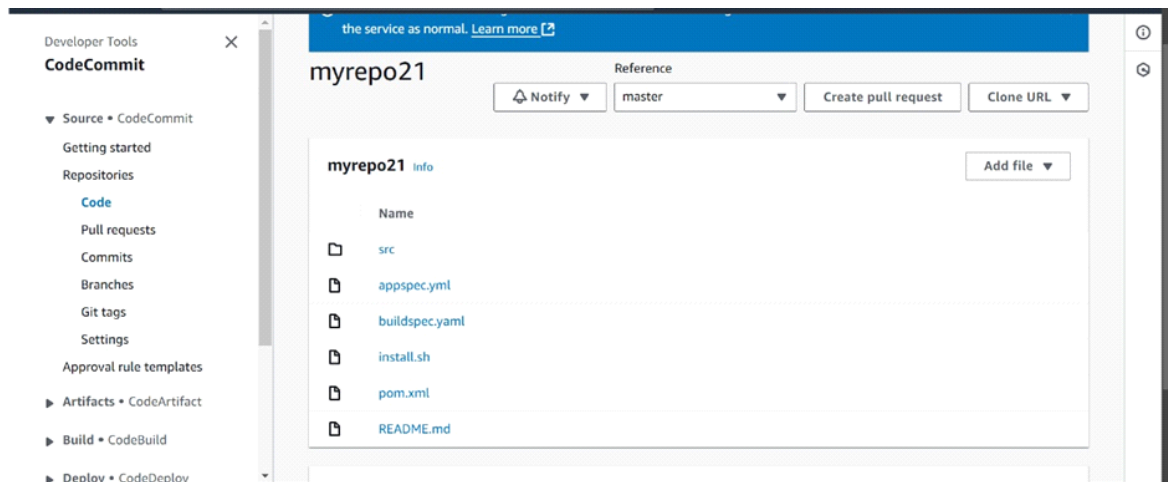 the service as normal. Learn more
Developer Tools
CodeCommit
Source • CodeCommit
Getting started
Repositories
Code
Pull requests
Commits
Branches
Git tags
Settings
Approval rule templates
Artifacts • CodeArtifact
Build • CodeBuild
Deploy • CodeDeploy
myrepo21
Reference
Notify
master
Create pull request
Clone URL
myrepo21 Info
Add file
Name
src
appspec.yml
buildspec.yaml
install.sh
pom.xml
README.md